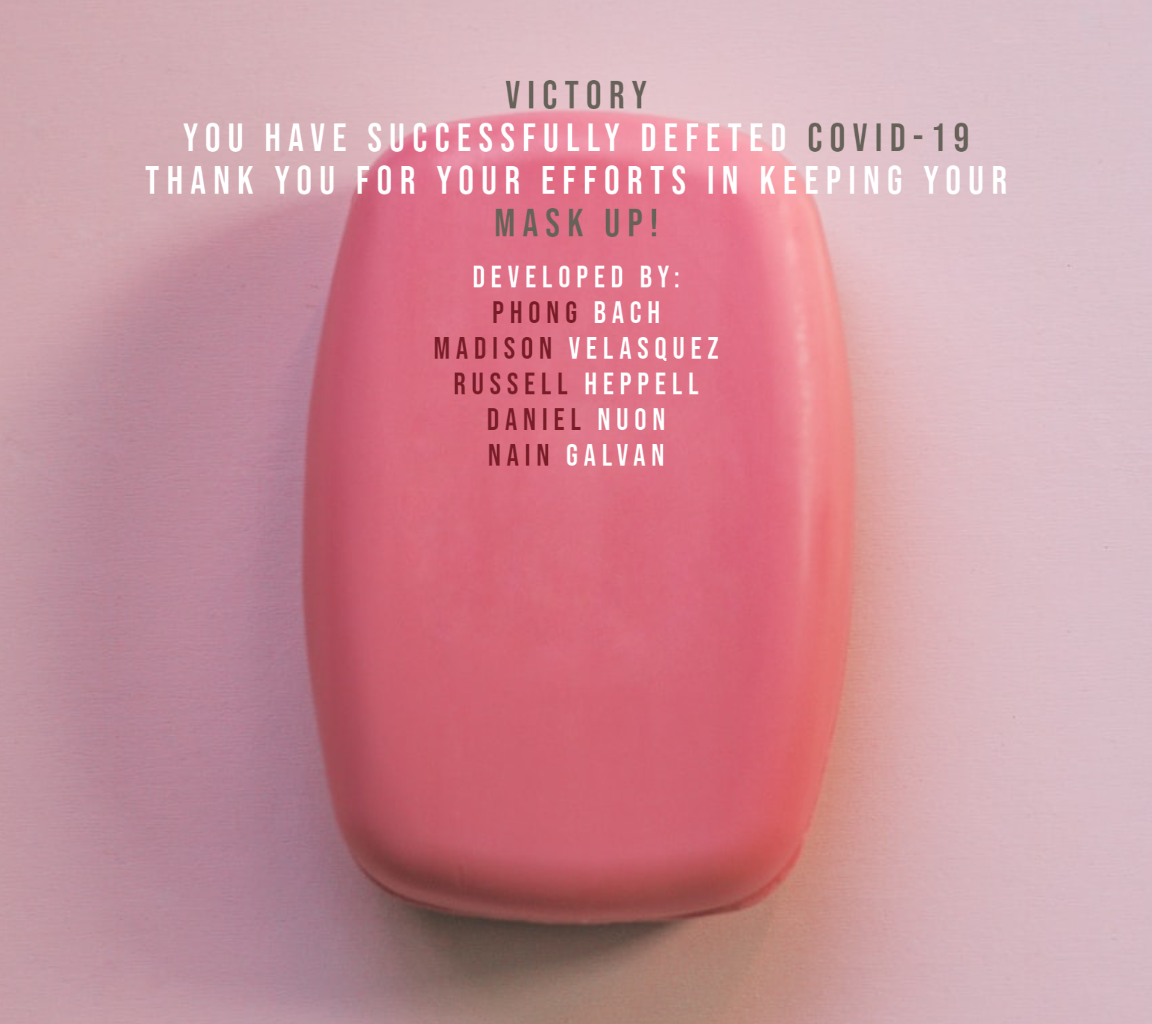 VICTORY
YOU HAVE SUCCESSFULLY DEFETED COVID-19
THANK YOU FOR YOUR EFFORTS IN KEEPING YOUR
MASK UP!
DEVELOPED BY:
PHONG BACH
MADISON VELASQUEZ
RUSSELL HEPPELL
DANIEL NUON
NAIN GALVAN